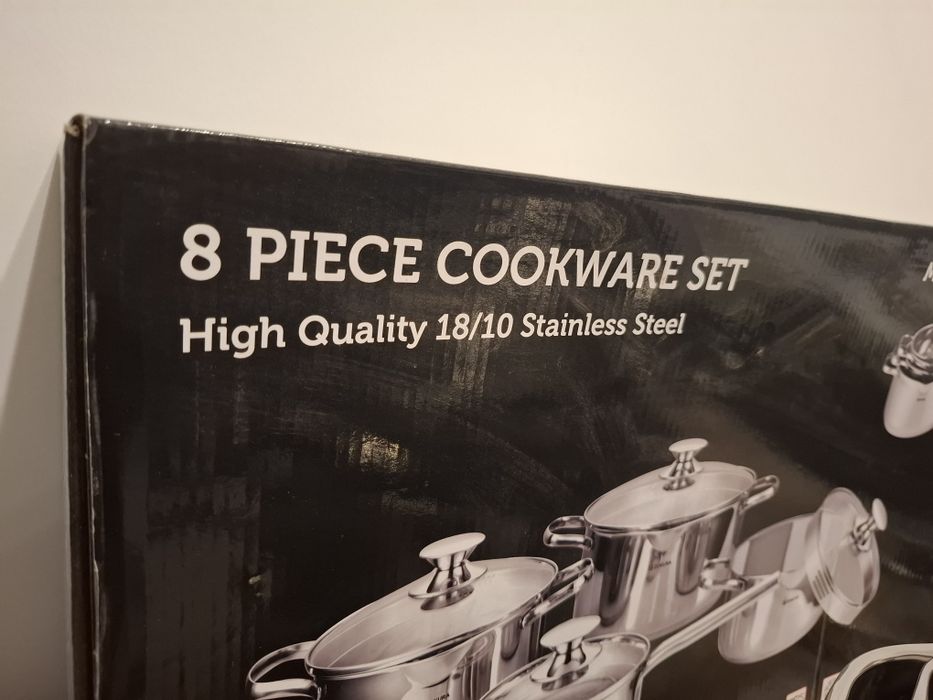 8 PIECE COOKWARE SET
High Quality 18/10 Stainless Steel